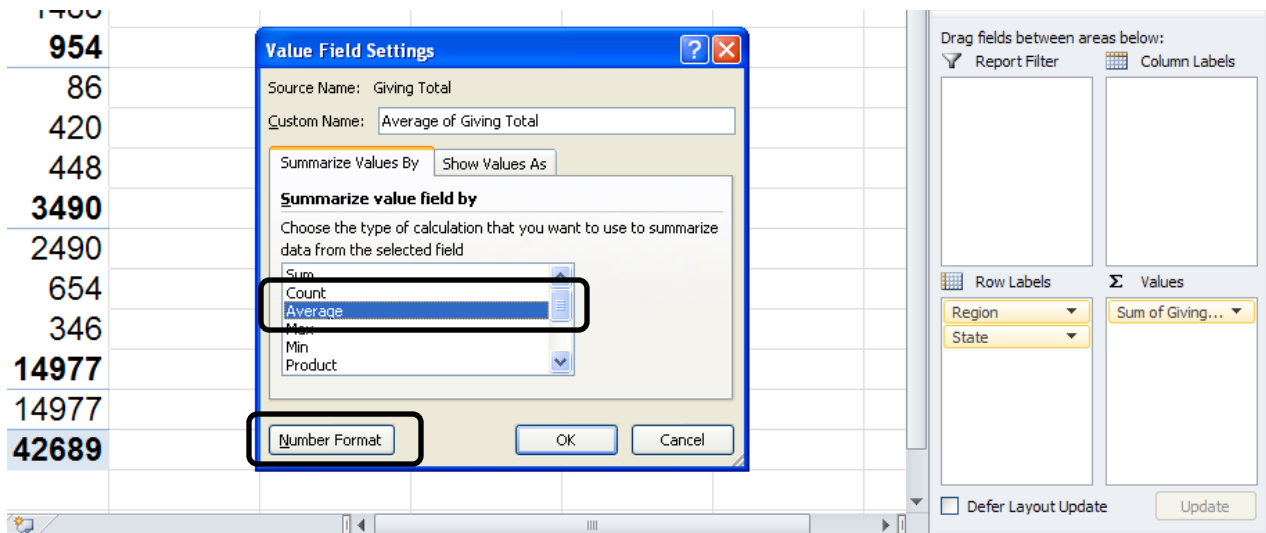 954
86
420
448
3490
2490
654
346
14977
14977
42689
Value Field Settings
Source Name: Giving Total
Custom Name: Average of Giving Total
Summarize Values By Show Values As
Summarize value field by
Choose the type of calculation that you want to use to summarize
data from the selected field
Sum
Count
Average
Max
Min
Product
Number Format OK Cancel
Drag fields between areas below:
Report Filter Column Labels
Row Labels Σ Values
Region Sum of Giving...
State
Defer Layout Update Update